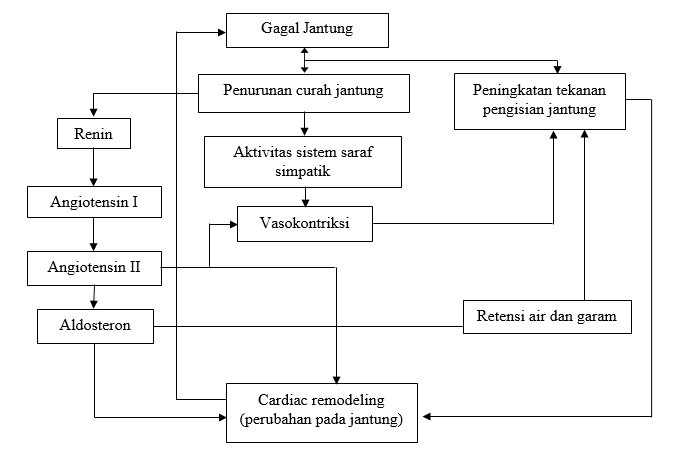 Gagal Jantung
Penurunan curah jantung
Peningkatan tekanan
pengisian jantung
Renin
Aktivitas sistem saraf
simpatik
Angiotensin I
Vasokontriksi
Angiotensin II
Aldosteron
Retensi air dan garam
Cardiac remodeling
(perubahan pada jantung)